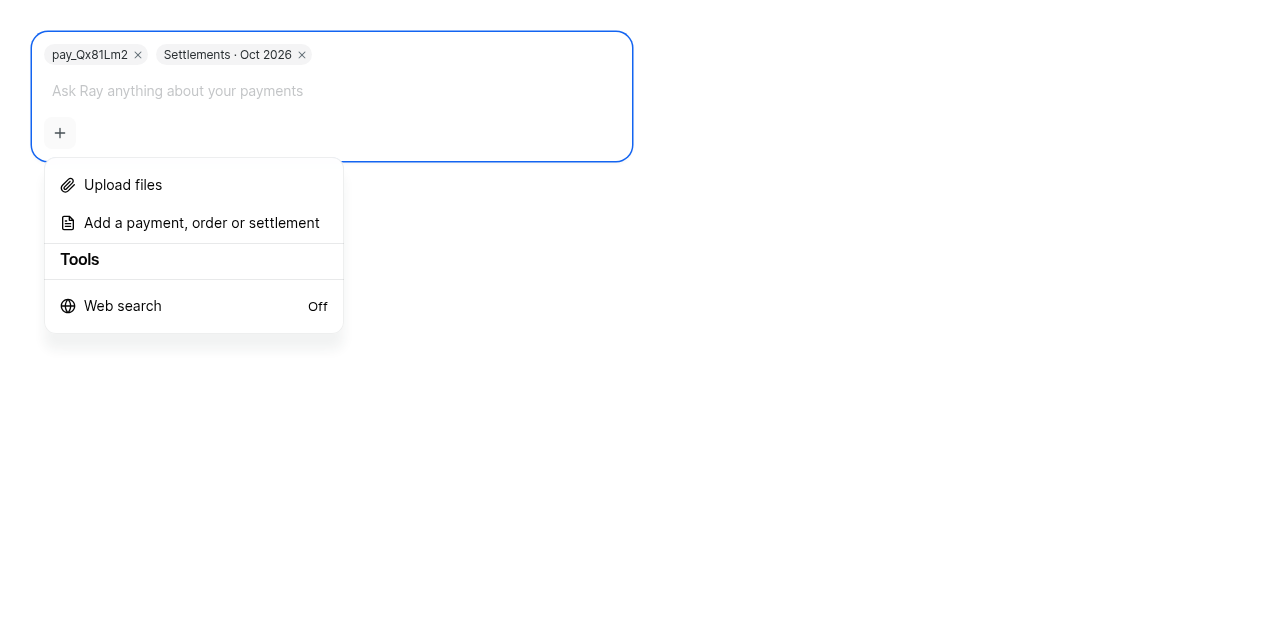 pay_Qx81Lm2 Settlements · Oct 2026
Ask Ray anything about your payments
Upload files
Add a payment, order or settlement
Tools
Web search Off